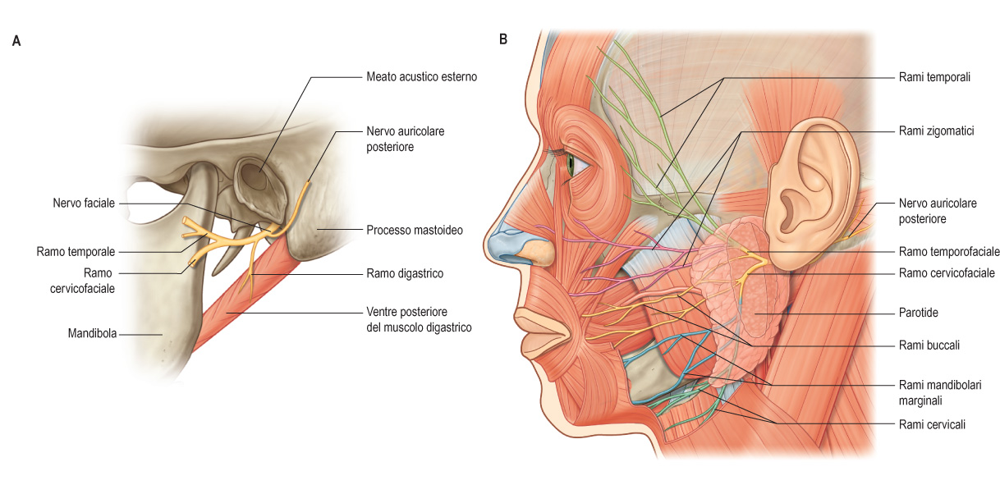 A
Meato acustico esterno
Nervo auricolare
posteriore
Nervo faciale
Processo mastoideo
Ramo temporale
Ramo
cervicofaciale
Ramo digastrico
Ventre posteriore
del muscolo digastrico
Mandibola
B
Rami temporali
Rami zigomatici
Nervo auricolare
posteriore
Ramo temporofaciale
Ramo cervicofaciale
Parotide
Rami buccali
Rami mandibolari
marginali
Rami cervicali